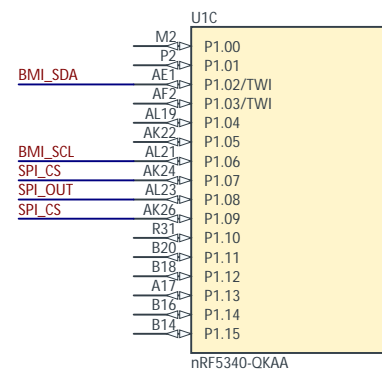 U1C
M2 P1.00
P2 P1.01
BMI_SDA AE1 P1.02/TWI
AF2 P1.03/TWI
AL19 P1.04
AK22 P1.05
BMI_SCL AL21 P1.06
SPI_CS AK24 P1.07
SPI_OUT AL23 P1.08
SPI_CS AK26 P1.09
R31 P1.10
B20 P1.11
B18 P1.12
A17 P1.13
B16 P1.14
B14 P1.15
nRF5340-QKAA